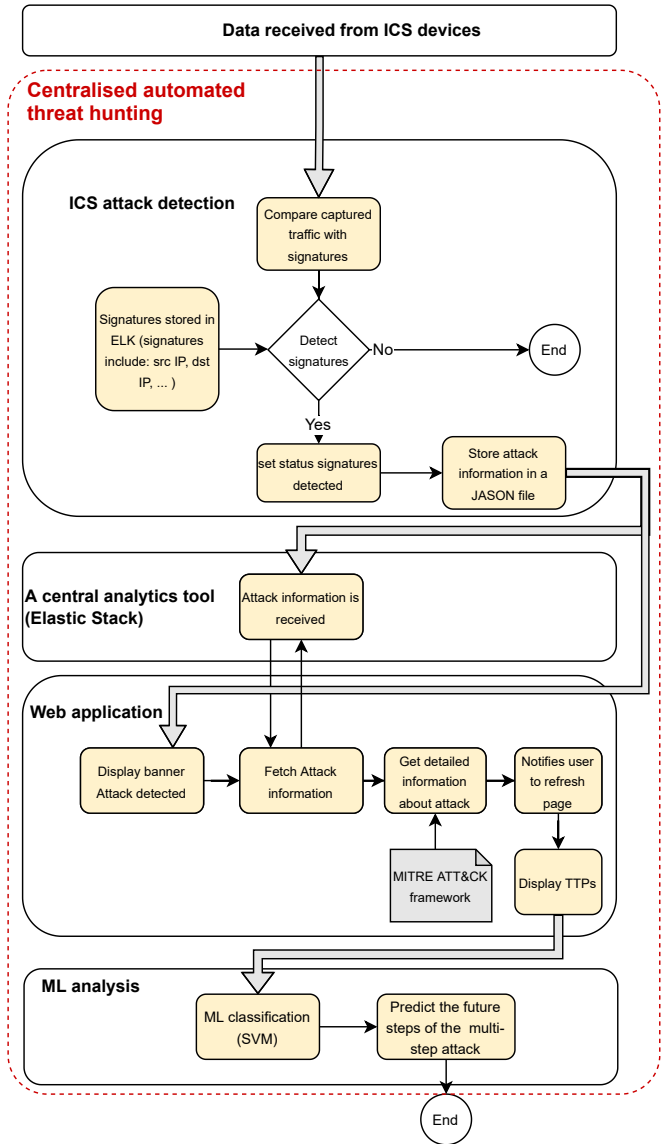 Data received from ICS devices
Centralised automated
threat hunting
ICS attack detection
Compare captured
traffic with
signatures
Signatures stored in
ELK (signatures
include: src IP, dst
IP, ... )
Detect
signatures
No
End
Yes
set status signatures
detected
Store attack
information in a
JASON file
A central analytics tool
(Elastic Stack)
Attack information is
received
Web application
Display banner
Attack detected
Fetch Attack
information
Get detailed
information
about attack
Notifies user
to refresh
page
MITRE ATT&CK
framework
Display TTPs
ML analysis
ML classification
(SVM)
Predict the future
steps of the multi-
step attack
End